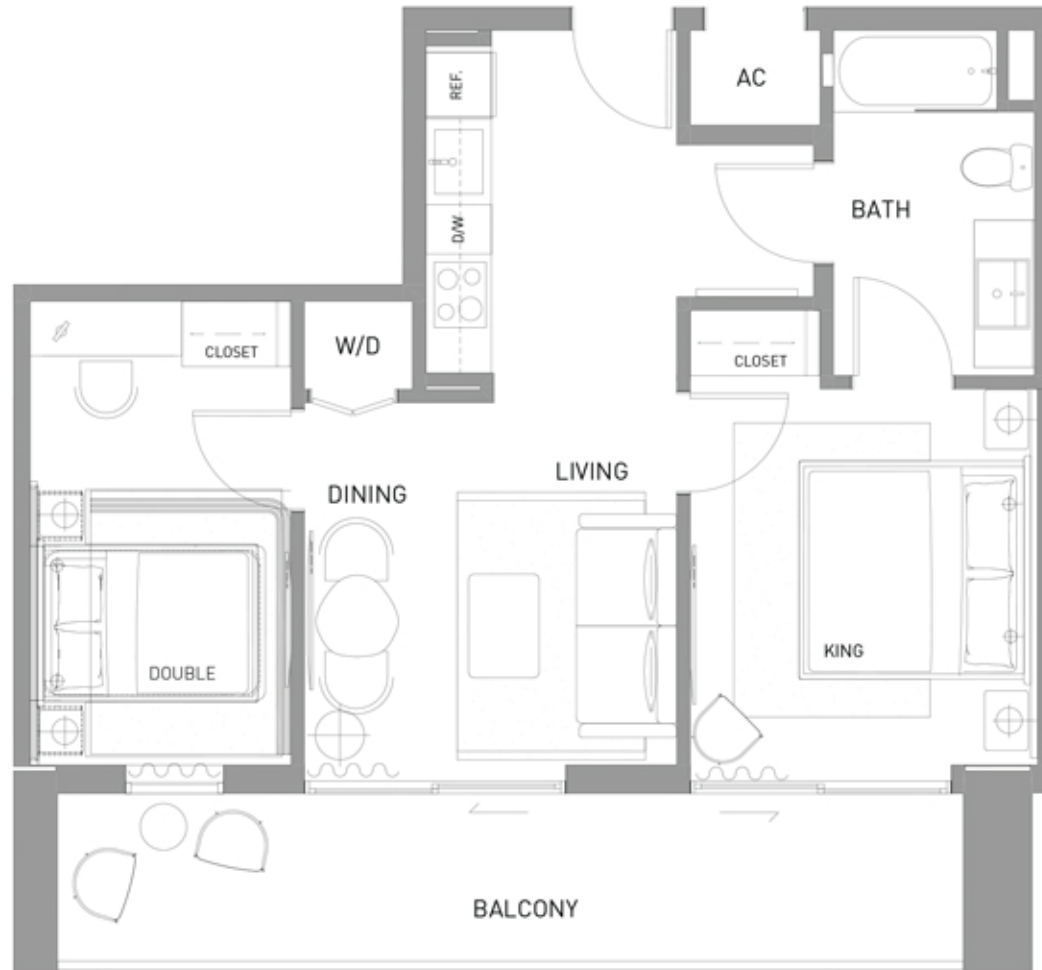 REF.
AC
BATH
D/W
W/D
CLOSET
CLOSET
DINING
LIVING
DOUBLE
KING
BALCONY